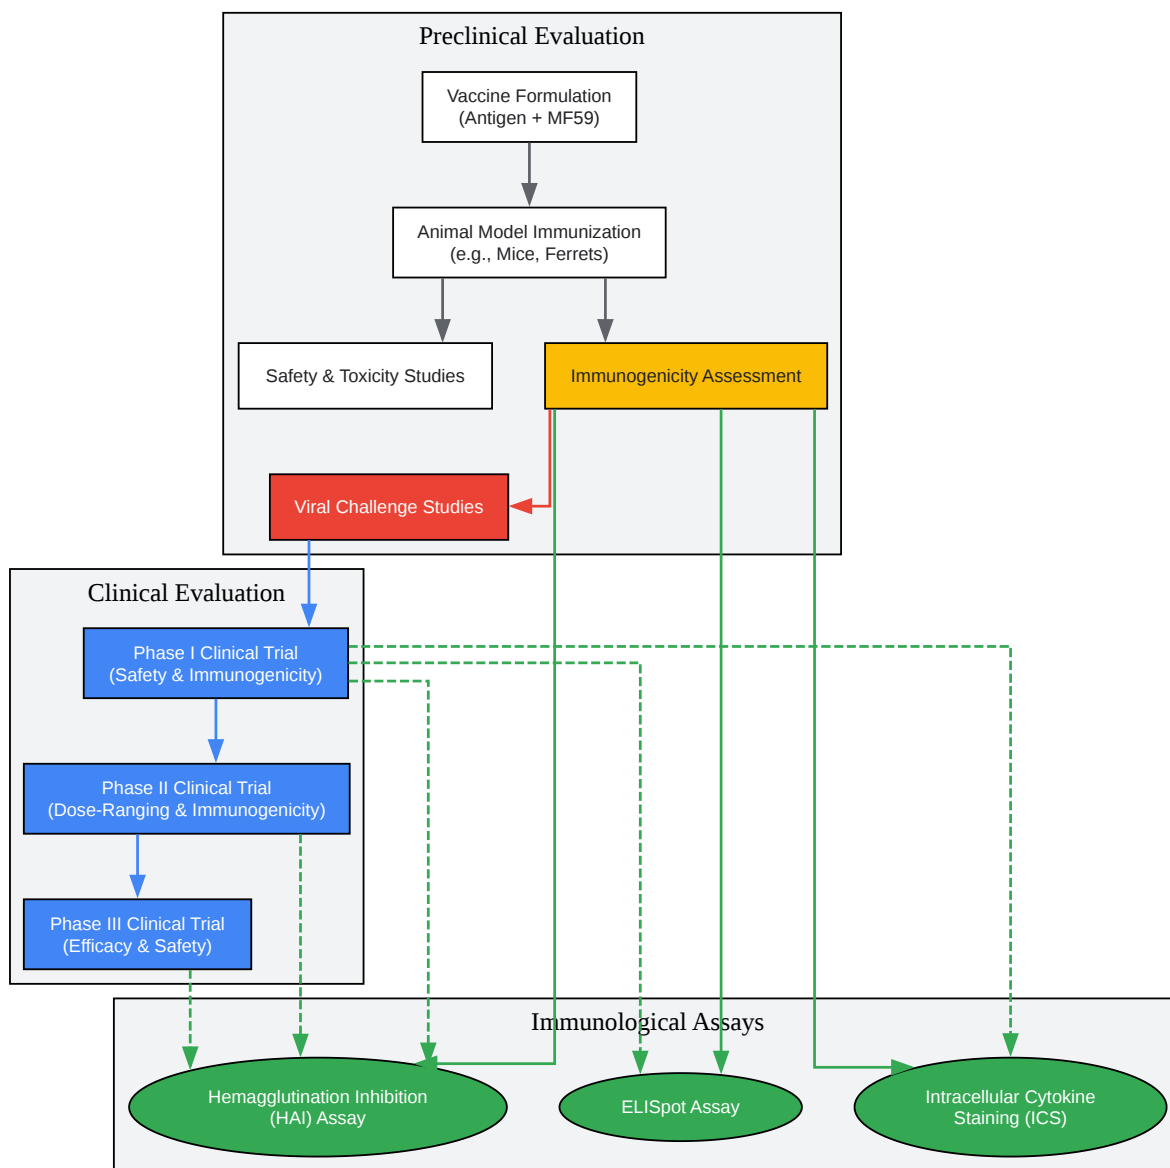 Preclinical Evaluation
Vaccine Formulation
(Antigen + MF59)
Animal Model Immunization
(e.g., Mice, Ferrets)
Safety & Toxicity Studies
Immunogenicity Assessment
Viral Challenge Studies
Clinical Evaluation
Phase I Clinical Trial
(Safety & Immunogenicity)
Phase II Clinical Trial
(Dose-Ranging & Immunogenicity)
Phase III Clinical Trial
(Efficacy & Safety)
Immunological Assays
Hemagglutination Inhibition
(HAI) Assay
ELISpot Assay
Intracellular Cytokine
Staining (ICS)